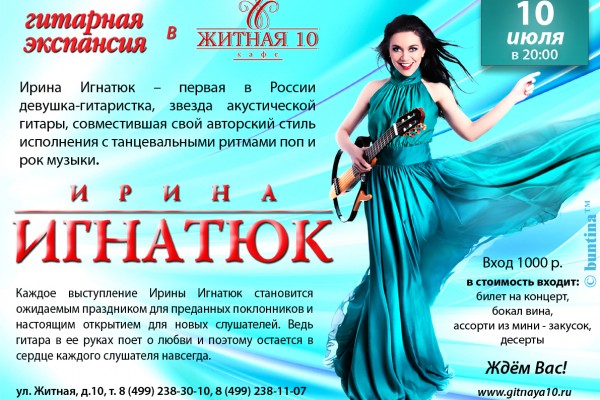 гитарная
экспансия
в
ЖИТНАЯ 10
кафе
10
июля
в 20:00
Ирина Игнатюк – первая в России
девушка-гитаристка, звезда акустической
гитары, совместившая свой авторский стиль
исполнения с танцевальными ритмами поп и
рок музыки.
ИРИНА
ИГНАТЮК
Каждое выступление Ирины Игнатюк становится
ожидаемым праздником для преданных поклонников и
настоящим открытием для новых слушателей. Ведь
гитара в ее руках поет о любви и поэтому остается в
сердце каждого слушателя навсегда.
ул. Житная, д.10, т. 8 (499) 238-30-10, 8 (499) 238-11-07
Вход 1000 р.
в стоимость входит:
билет на концерт,
бокал вина,
ассорти из мини - закусок,
десерты
Ждём Вас!
www.gitnaya10.ru
© buntina™